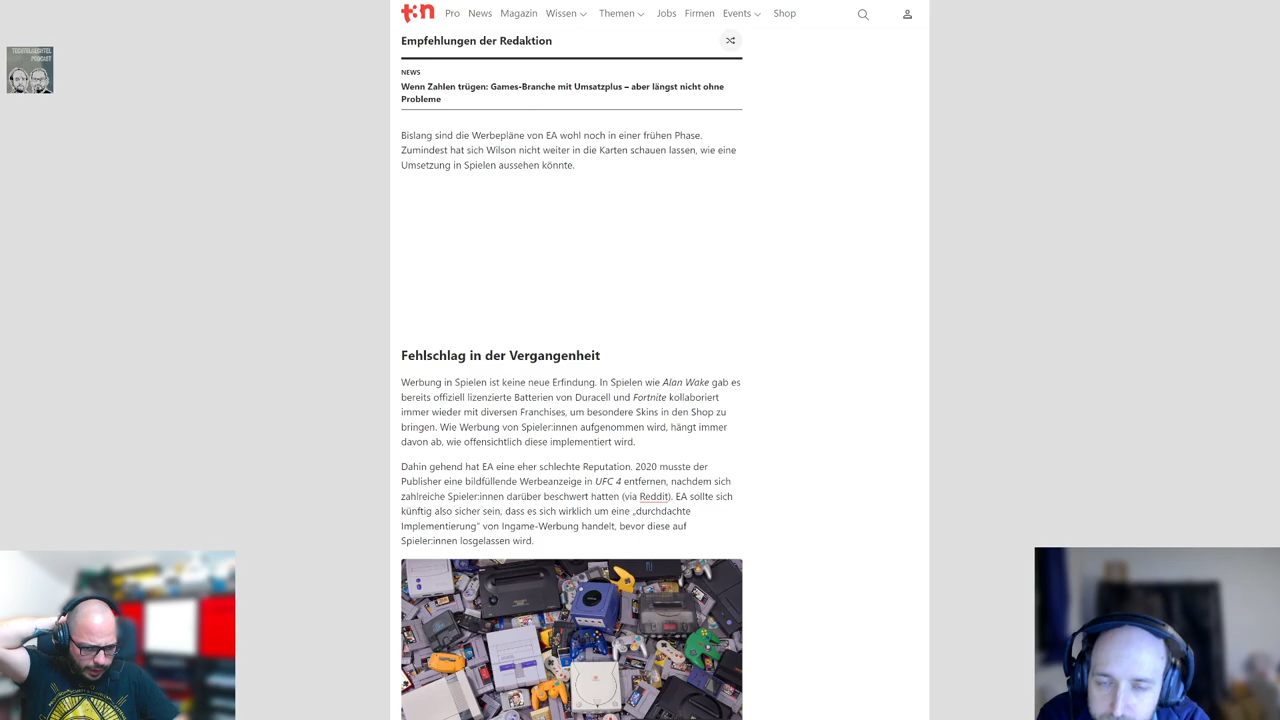 t3n Pro News Magazin Wissen Themen Jobs Firmen Events Shop
Empfehlungen der Redaktion
TECHTELMECHTEL
PODCAST
NEWS
Wenn Zahlen trügen: Games-Branche mit Umsatzplus – aber längst nicht ohne
Probleme
Bislang sind die Werbepläne von EA wohl noch in einer frühen Phase.
Zumindest hat sich Wilson nicht weiter in die Karten schauen lassen, wie eine
Umsetzung in Spielen aussehen könnte.
Fehlschlag in der Vergangenheit
Werbung in Spielen ist keine neue Erfindung. In Spielen wie Alan Wake gab es
bereits offiziell lizenzierte Batterien von Duracell und Fortnite kollaboriert
immer wieder mit diversen Franchises, um besondere Skins in den Shop zu
bringen. Wie Werbung von Spieler:innen aufgenommen wird, hängt immer
davon ab, wie offensichtlich diese implementiert wird.
Dahin gehend hat EA eine eher schlechte Reputation. 2020 musste der
Publisher eine bildfüllende Werbeanzeige in UFC 4 entfernen, nachdem sich
zahlreiche Spieler:innen darüber beschwert hatten (via Reddit). EA sollte sich
künftig also sicher sein, dass es sich wirklich um eine „durchdachte
Implementierung“ von Ingame-Werbung handelt, bevor diese auf
Spieler:innen losgelassen wird.